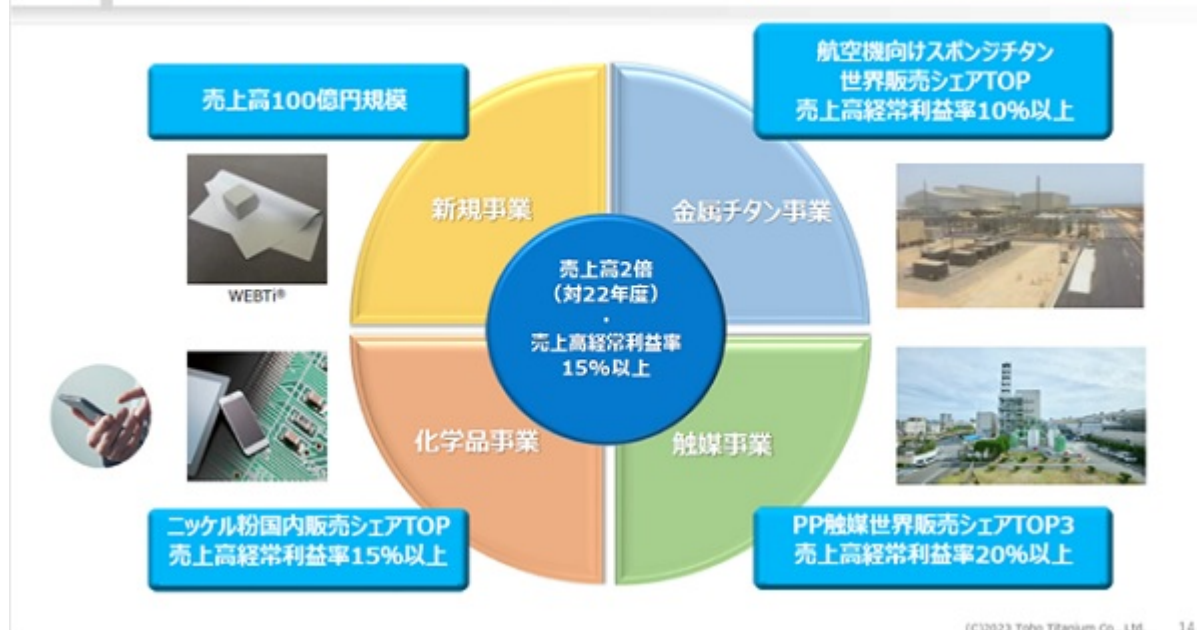 売上高100億円規模
航空機向けスポンジチタン
世界販売シェアTOP
売上高経常利益率10%以上
新規事業
金属チタン事業
WEBTi®
売上高2倍
（対22年度）
・
売上高経常利益率
15%以上
化学品事業
触媒事業
ニッケル粉国内販売シェアTOP
売上高経常利益率15%以上
PP触媒世界販売シェアTOP3
売上高経常利益率20%以上
(C)2023 Toho Titanium Co., Ltd. 14